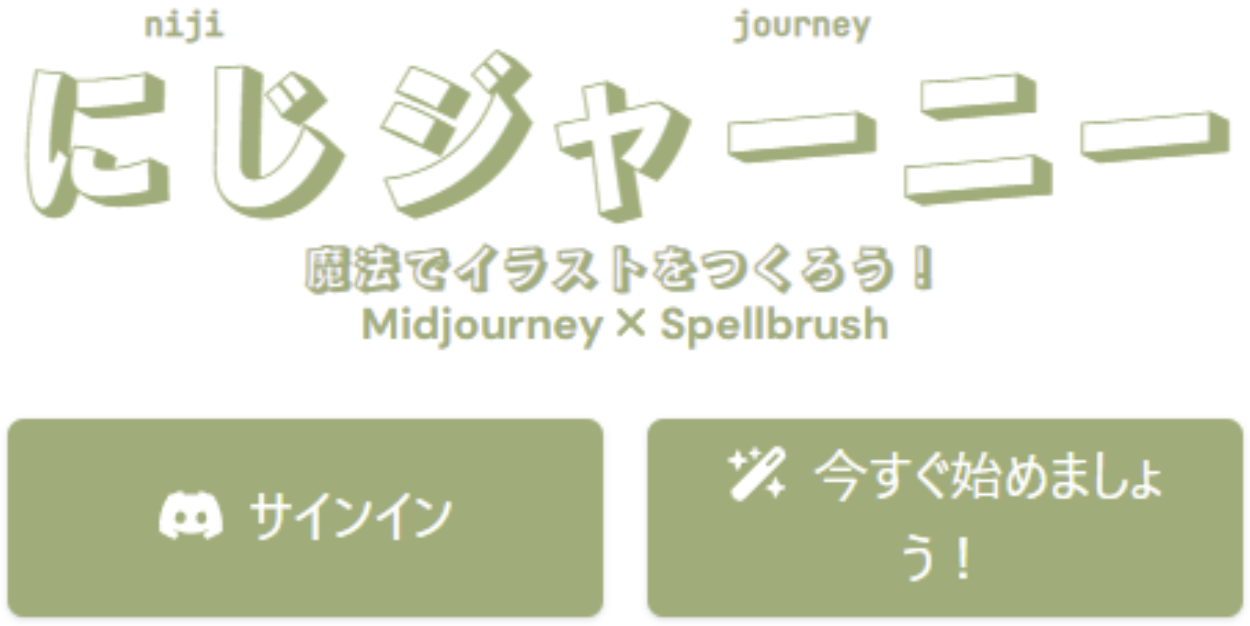 niji journey
にじジャーニー
魔法でイラストをつくろう！
Midjourney × Spellbrush
サインイン
今すぐ始めましょ
う！